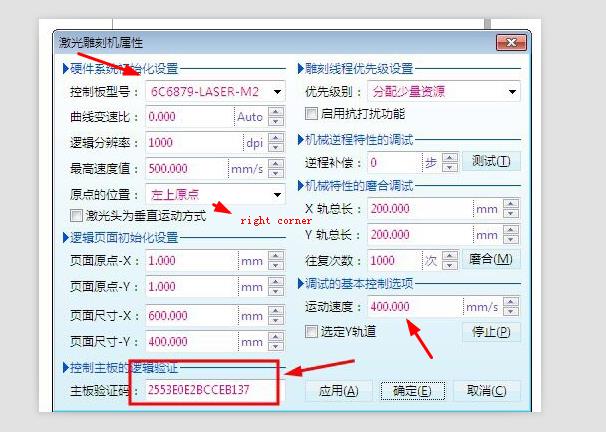 激光雕刻机属性
硬件系统初始化设置
控制板型号： 6C6879-LASER-M2
曲线变速比： 0.000 Auto
逻辑分辨率： 1000 dpi
最高速度值： 500.000 mm/s
原点的位置： 左上原点
激光头为垂直运动方式
right corner
逻辑页面初始化设置
页面原点-X： 1.000 mm
页面原点-Y： 1.000 mm
页面尺寸-X： 600.000 mm
页面尺寸-Y： 400.000 mm
控制主板的逻辑验证
主板验证码： 2553E0E2BCCEB137
雕刻线程优先级设置
优先级别： 分配少量资源
启用抗打扰功能
机械逆程特性的调试
逆程补偿： 0 步 测试(T)
机械特性的磨合调试
X 轨总长： 200.000 mm
Y 轨总长： 200.000 mm
往复次数： 1000 次 磨合(M)
调试的基本控制选项
运动速度： 400.000 mm/s
选定Y轨道 停止(P)
应用(A) 确定(E) 取消(C)